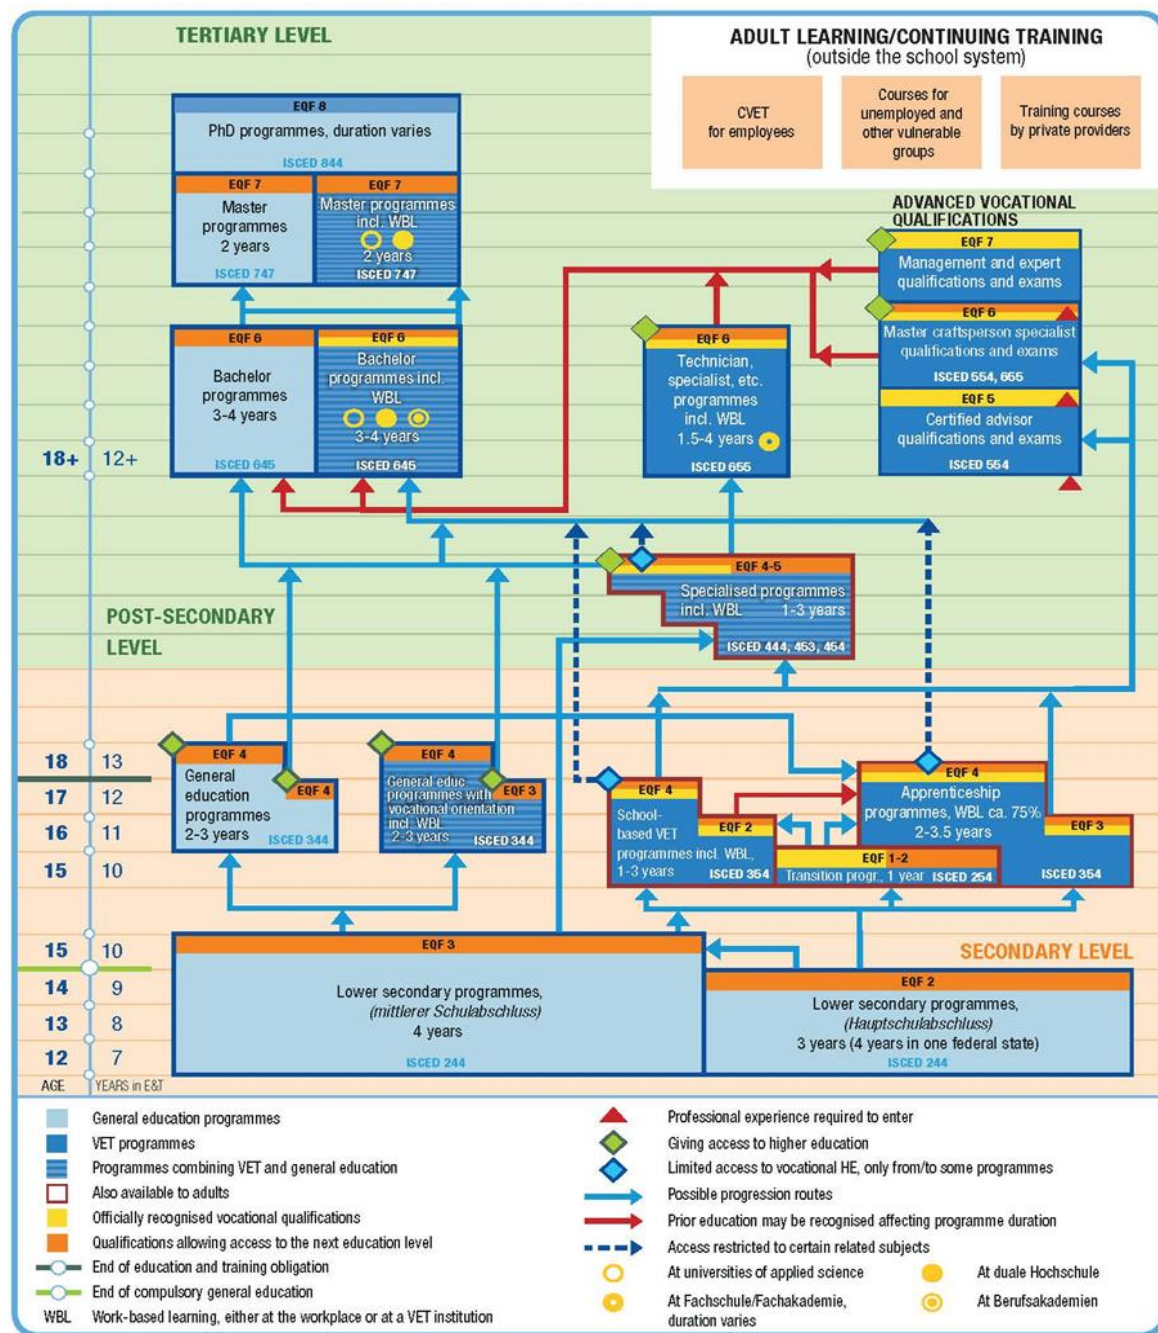 TERTIARY LEVEL
ADULT LEARNING/CONTINUING TRAINING
(outside the school system)
CVET
for employees
Courses for
unemployed and
other vulnerable
groups
Training courses
by private providers
EQF 8
PhD programmes, duration varies
ISCED 844
EQF 7
Master
programmes
2 years
ISCED 747
EQF 7
Master programmes
incl. WBL
2 years
ISCED 747
ADVANCED VOCATIONAL
QUALIFICATIONS
EQF 7
Management and expert
qualifications and exams
EQF 6
Master craftsperson specialist
qualifications and exams
ISCED 554, 655
EQF 5
Certified advisor
qualifications and exams
ISCED 554
EQF 6
Bachelor
programmes
3-4 years
ISCED 645
EQF 6
Bachelor
programmes incl.
WBL
3-4 years
ISCED 645
EQF 6
Technician,
specialist, etc.
programmes
incl. WBL
1.5-4 years
ISCED 655
18+ 12+
EQF 4-5
Specialised programmes
incl. WBL 1-3 years
ISCED 444, 453, 454
POST-SECONDARY
LEVEL
18 13
17 12
16 11
15 10
EQF 4
EQF 4
General
education
programmes
2-3 years
ISCED 344
EQF 4
EQF 3
General educ
programmes with
vocational orientation
incl. WBL
2-3 years
ISCED 344
EQF 4
EQF 2
School-
based VET
programmes incl. WBL,
1-3 years
ISCED 354
EQF 1-2
Transition progr., 1 year ISCED 254
EQF 4
EQF 3
Apprenticeship
programmes, WBL ca. 75%
2-3.5 years
ISCED 354
SECONDARY LEVEL
15 10
14 9
13 8
12 7
AGE YEARS in E&T
EQF 3
Lower secondary programmes,
(mittlerer Schulabschluss)
4 years
ISCED 244
EQF 2
Lower secondary programmes,
(Hauptschulabschluss)
3 years (4 years in one federal state)
ISCED 244
General education programmes
VET programmes
Programmes combining VET and general education
Also available to adults
Officially recognised vocational qualifications
Qualifications allowing access to the next education level
End of education and training obligation
End of compulsory general education
WBL Work-based learning, either at the workplace or at a VET institution
Professional experience required to enter
Giving access to higher education
Limited access to vocational HE, only from/to some programmes
Possible progression routes
Prior education may be recognised affecting programme duration
Access restricted to certain related subjects
At universities of applied science
At duale Hochschule
At Fachschule/Fachakademie,
duration varies
At Berufsakademien